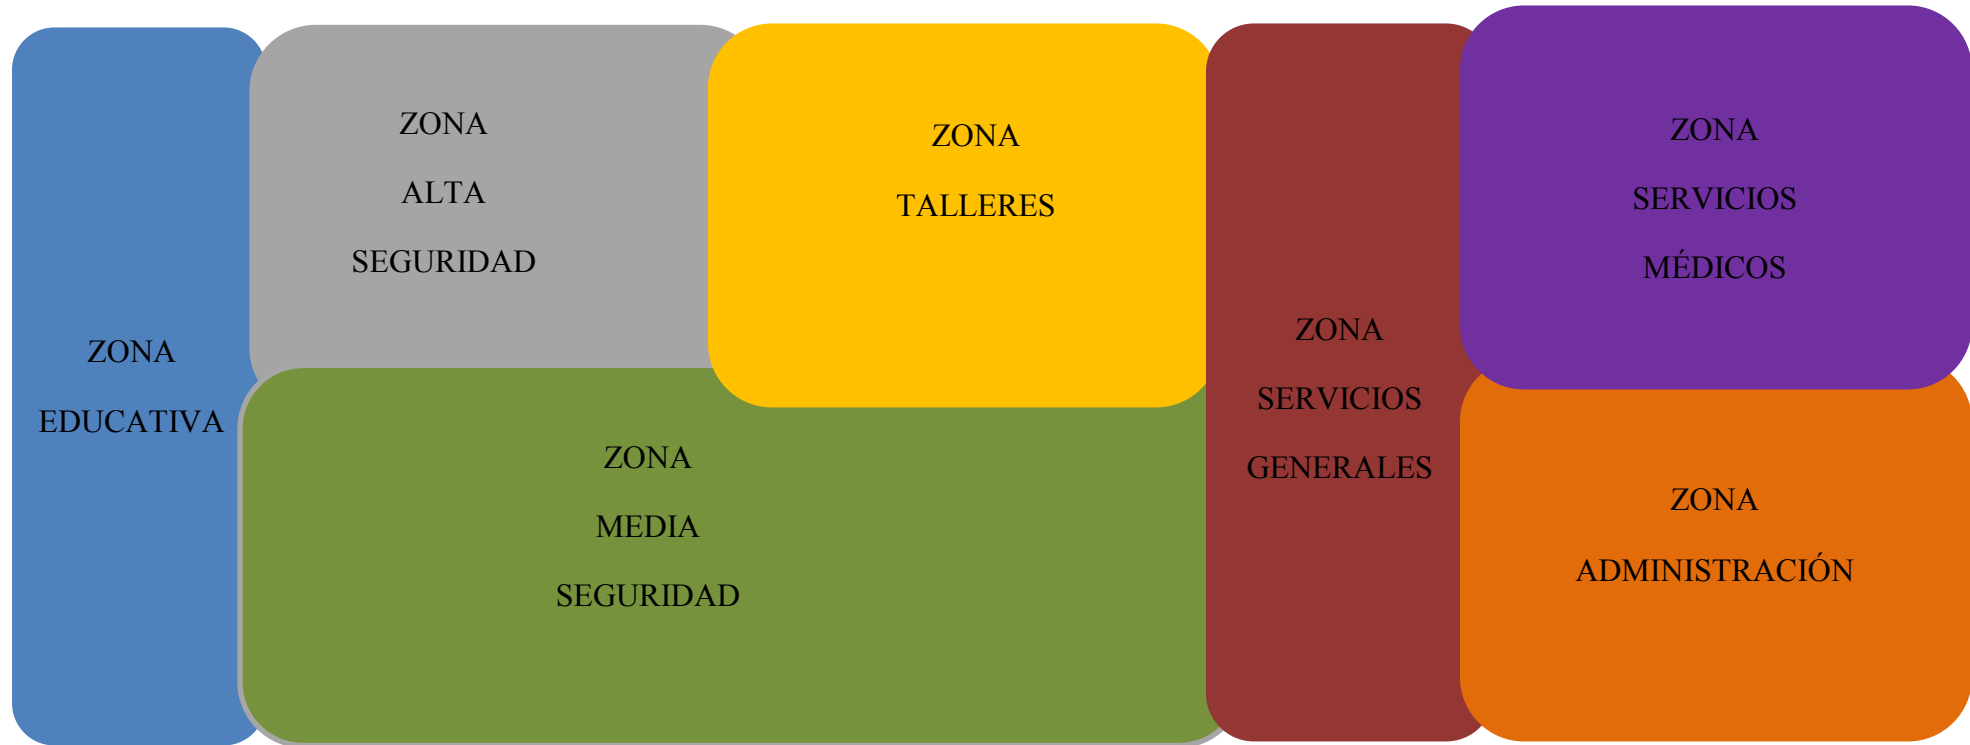 ZONA
EDUCATIVA
ZONA
ALTA
SEGURIDAD
ZONA
TALLERES
ZONA
MEDIA
SEGURIDAD
ZONA
SERVICIOS
GENERALES
ZONA
SERVICIOS
MÉDICOS
ZONA
ADMINISTRACIÓN